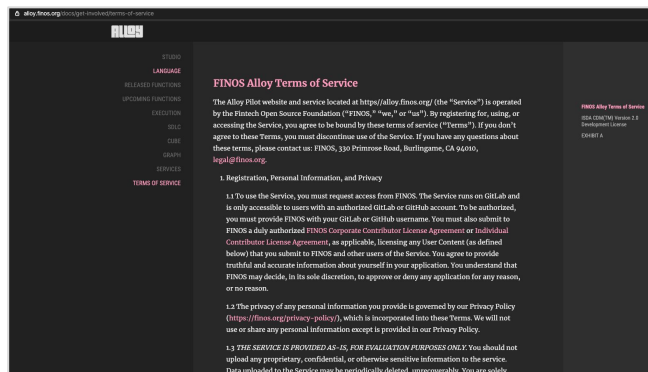 alloy.finos.org/docs/get-involved/terms-of-service
ALLOY
STUDIO
LANGUAGE
RELEASED FUNCTIONS
UPCOMING FUNCTIONS
EXECUTION
SDLC
CUBE
GRAPH
SERVICES
TERMS OF SERVICE
FINOS Alloy Terms of Service
The Alloy Pilot website and service located at https//alloy.finos.org/ (the “Service”) is operated
by the Fintech Open Source Foundation (“FINOS,” “we,” or “us”). By registering for, using, or
accessing the Service, you agree to be bound by these terms of service (“Terms”). If you don’t
agree to these Terms, you must discontinue use of the Service. If you have any questions about
these terms, please contact us: FINOS, 330 Primrose Road, Burlingame, CA 94010,
legal@finos.org.
1. Registration, Personal Information, and Privacy
1.1 To use the Service, you must request access from FINOS. The Service runs on GitLab and
is only accessible to users with an authorized GitLab or GitHub account. To be authorized,
you must provide FINOS with your GitLab or GitHub username. You must also submit to
FINOS a duly authorized FINOS Corporate Contributor License Agreement or Individual
Contributor License Agreement, as applicable, licensing any User Content (as defined
below) that you submit to FINOS and other users of the Service. You agree to provide
truthful and accurate information about yourself in your application. You understand that
FINOS may decide, in its sole discretion, to approve or deny any application for any reason,
or no reason.
1.2 The privacy of any personal information you provide is governed by our Privacy Policy
(https://finos.org/privacy-policy/), which is incorporated into these Terms. We will not
use or share any personal information except is provided in our Privacy Policy.
1.3 THE SERVICE IS PROVIDED AS-IS, FOR EVALUATION PURPOSES ONLY. You should not
upload any proprietary, confidential, or otherwise sensitive information to the service.
Data uploaded to the Service may be periodically deleted, unrecoverably. You are solely
FINOS Alloy Terms of Service
ISDA CDM(TM) Version 2.0
Development License
EXHIBIT A